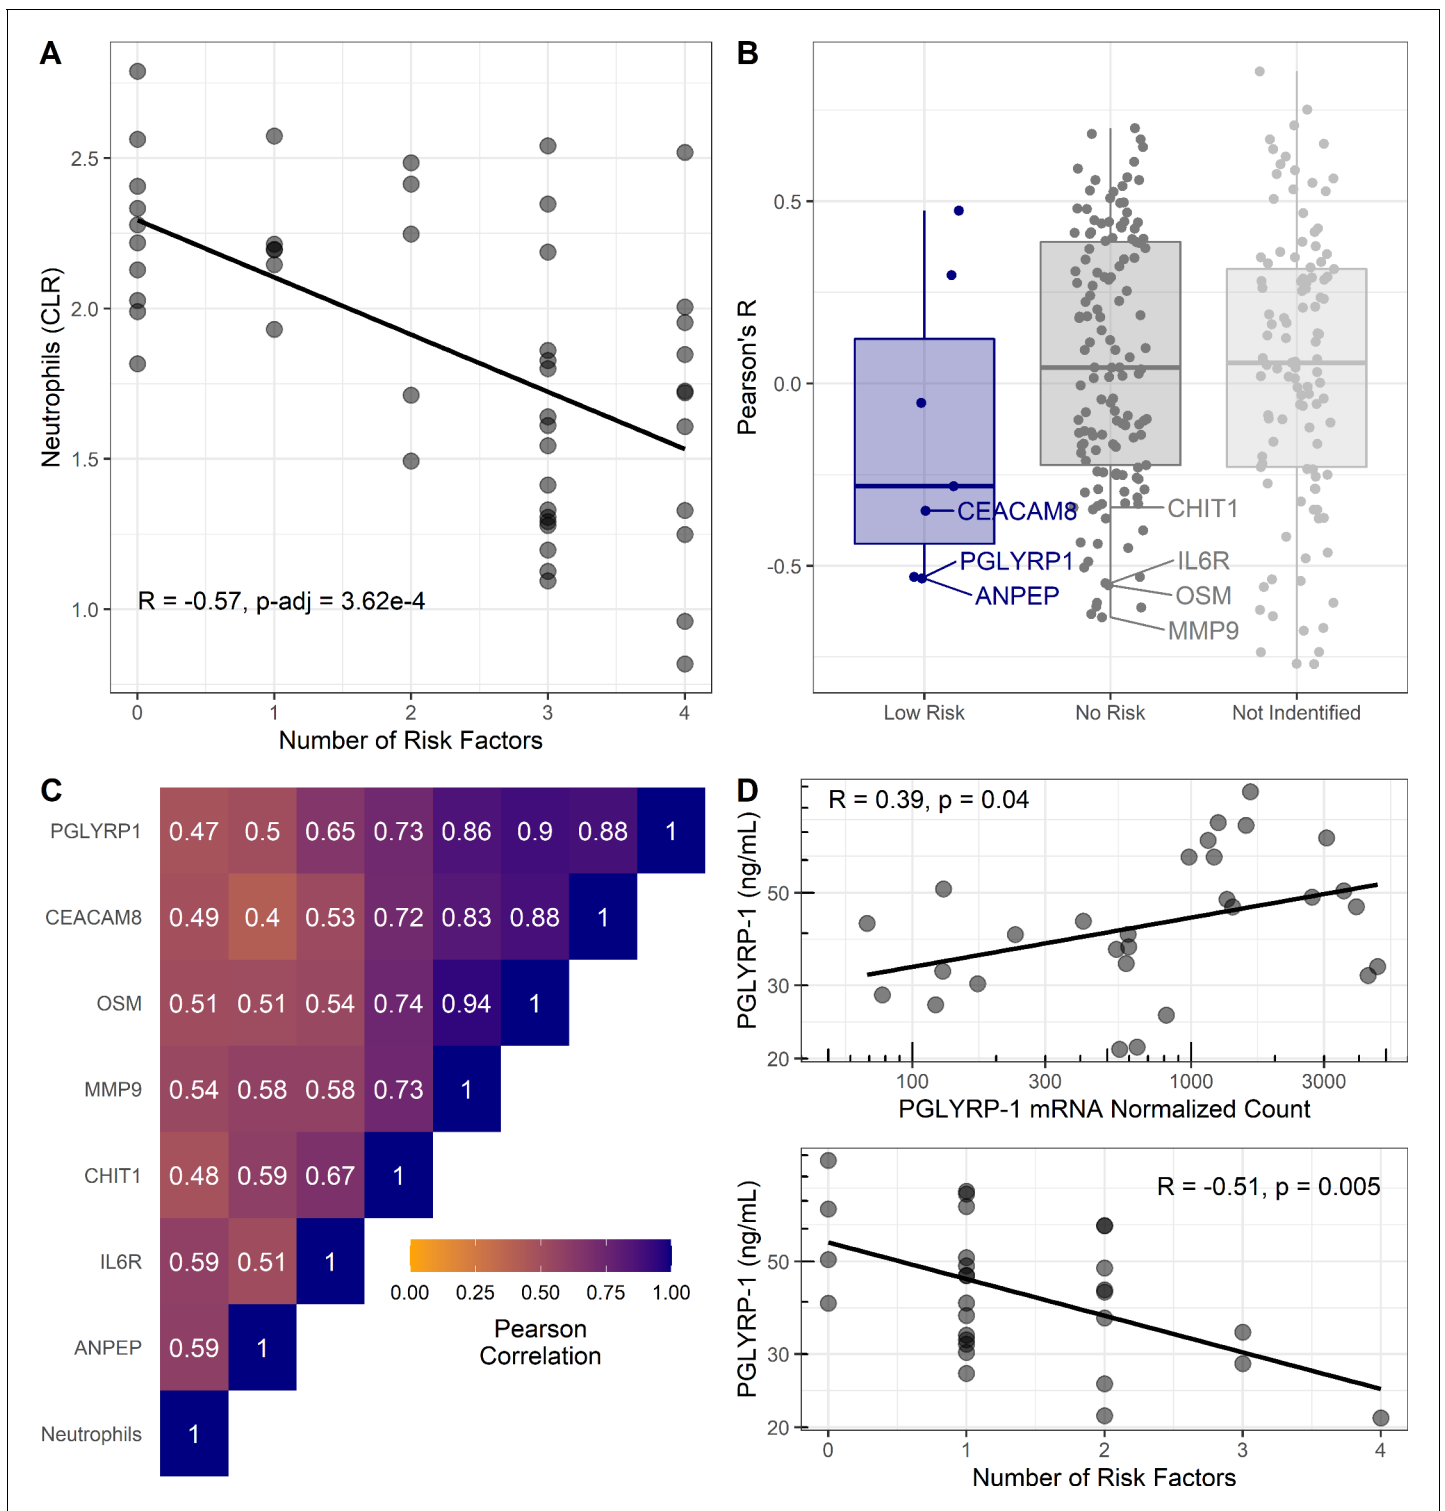 A
Neutrophils (CLR)
2.5
2.0
1.5
1.0
R = -0.57, p-adj = 3.62e-4
0 1 2 3 4
Number of Risk Factors
B
Pearson's R
0.5
0.0
-0.5
CEACAM8
PGLYRP1
ANPEP
CHIT1
IL6R
OSM
MMP9
Low Risk No Risk Not Indentified
C
PGLYRP1 0.47 0.5 0.65 0.73 0.86 0.9 0.88 1
CEACAM8 0.49 0.4 0.53 0.72 0.83 0.88 1
OSM 0.51 0.51 0.54 0.74 0.94 1
MMP9 0.54 0.58 0.58 0.73 1
CHIT1 0.48 0.59 0.67 1
IL6R 0.59 0.51 1
ANPEP 0.59 1
Neutrophils 1
0.00 0.25 0.50 0.75 1.00
Pearson
Correlation
D
R = 0.39, p = 0.04
PGLYRP-1 (ng/mL)
50
30
20
100 300 1000 3000
PGLYRP-1 mRNA Normalized Count
R = -0.51, p = 0.005
PGLYRP-1 (ng/mL)
50
30
20
0 1 2 3 4
Number of Risk Factors